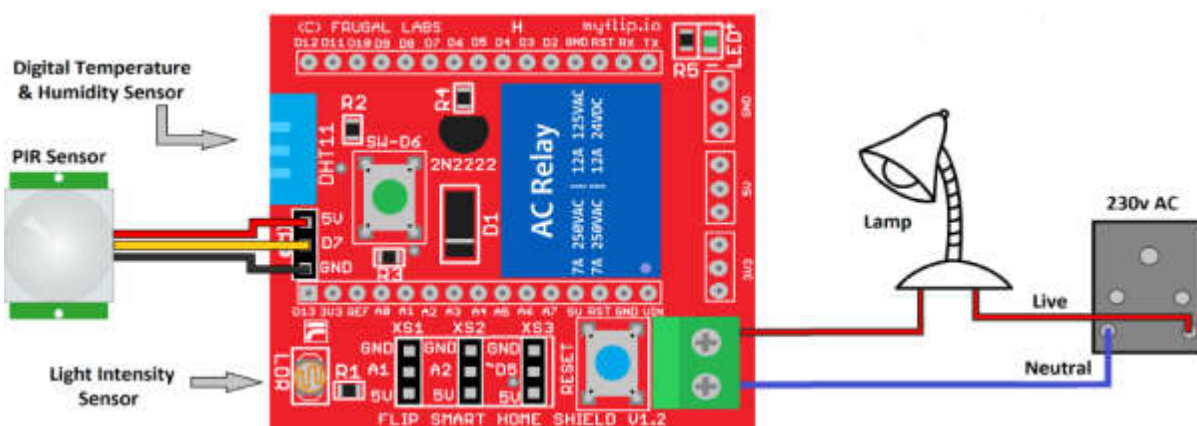 (C) FRUGAL LABS H myflip.io
D12 D11 D10 D9 D8 D7 D6 D5 D4 D3 D2 GND RST RX TX
LED+
-
R5
Digital Temperature
& Humidity Sensor
PIR Sensor
DHT11
R2
R4
SW-D6
2N2222
D1
R3
5V
D7
GND
AC Relay
7A 250VAC | 12A 125VAC
7A 250VAC | 12A 24VDC
GND
5V
3V3
D13 3V3 REF A0 A1 A2 A3 A4 A5 A6 A7 5V RST GND VIN
Light Intensity
Sensor
LDR
R1
XS1 XS2 XS3
GND GND GND
A1 A2 ~D5
5V 5V 5V
RESET
FLIP SMART HOME SHIELD V1.2
Lamp
230v AC
Live
Neutral